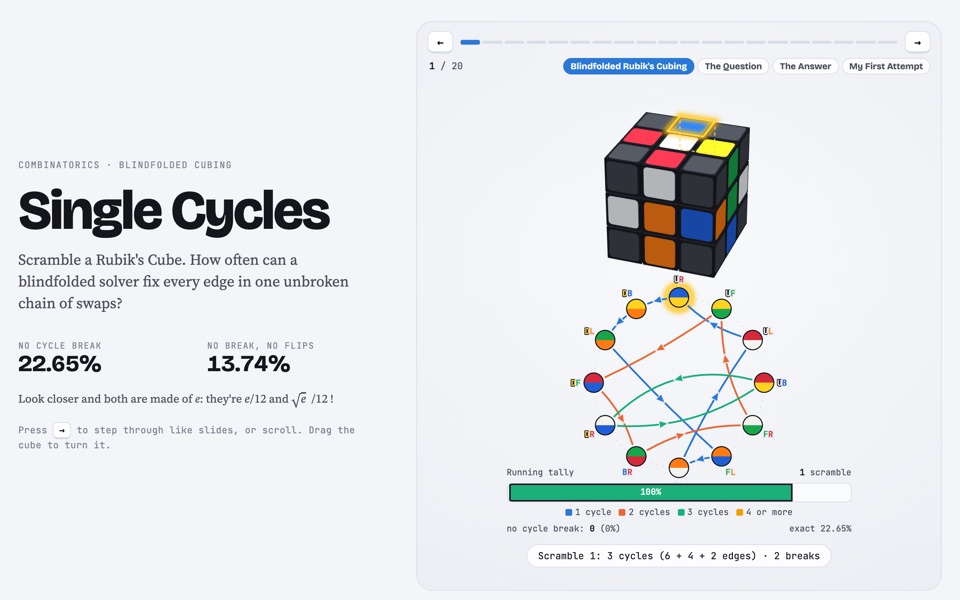 ← →
1 / 20 Blindfolded Rubik's Cubing The Question The Answer My First Attempt
COMBINATORICS · BLINDFOLDED CUBING
Single Cycles
Scramble a Rubik's Cube. How often can a
blindfolded solver fix every edge in one unbroken
chain of swaps?
NO CYCLE BREAK NO BREAK, NO FLIPS
22.65% 13.74%
Look closer and both are made of e: they're e/12 and √e /12 !
Press → to step through like slides, or scroll. Drag the
cube to turn it.
UR
DB UF
DL UL
DF UB
DR FR
BR FL
Running tally 1 scramble
100%
1 cycle 2 cycles 3 cycles 4 or more
no cycle break: 0 (0%) exact 22.65%
Scramble 1: 3 cycles (6 + 4 + 2 edges) · 2 breaks